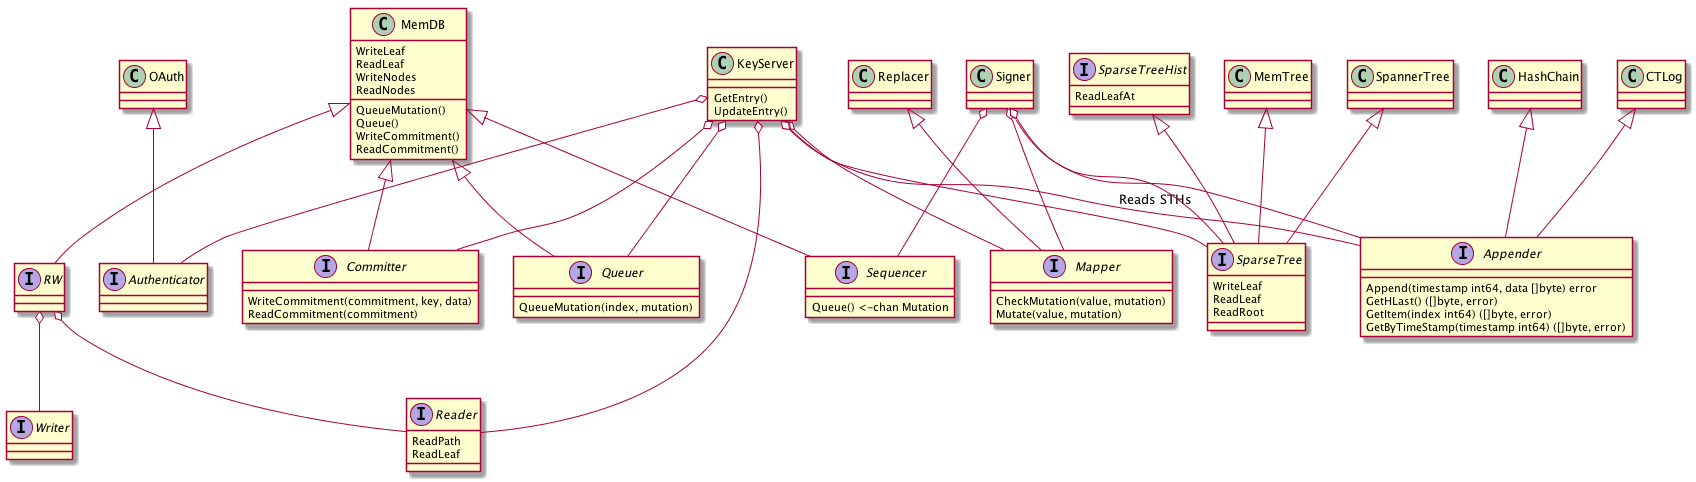 C MemDB
WriteLeaf
ReadLeaf
WriteNodes
ReadNodes
QueueMutation()
Queue()
WriteCommitment()
ReadCommitment()
C OAuth
C KeyServer
GetEntry()
UpdateEntry()
C Replacer
C Signer
I SparseTreeHist
ReadLeafAt
C MemTree
C SpannerTree
C HashChain
C CTLog
Reads STHs
I RW
I Authenticator
I Committer
WriteCommitment(commitment, key, data)
ReadCommitment(commitment)
I Queuer
QueueMutation(index, mutation)
I Sequencer
Queue() <-chan Mutation
I Mapper
CheckMutation(value, mutation)
Mutate(value, mutation)
I SparseTree
WriteLeaf
ReadLeaf
ReadRoot
I Appender
Append(timestamp int64, data []byte) error
GetHLast() ([]byte, error)
GetItem(index int64) ([]byte, error)
GetByTimeStamp(timestamp int64) ([]byte, error)
I Writer
I Reader
ReadPath
ReadLeaf